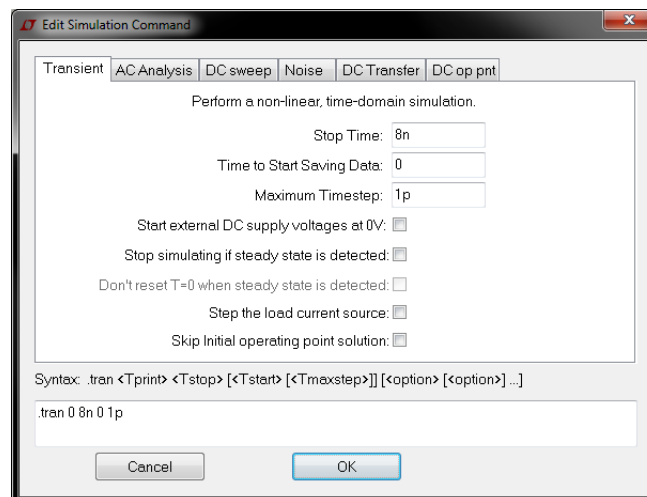 Edit Simulation Command
Transient AC Analysis DC sweep Noise DC Transfer DC op pnt
Perform a non-linear, time-domain simulation.
Stop Time: 8n
Time to Start Saving Data: 0
Maximum Timestep: 1p
Start external DC supply voltages at 0V:
Stop simulating if steady state is detected:
Don't reset T=0 when steady state is detected:
Step the load current source:
Skip Initial operating point solution:
Syntax: .tran <Tprint> <Tstop> [<Tstart> [<Tmaxstep>]] [<option> [<option>] ...]
.tran 0 8n 0 1p
Cancel OK